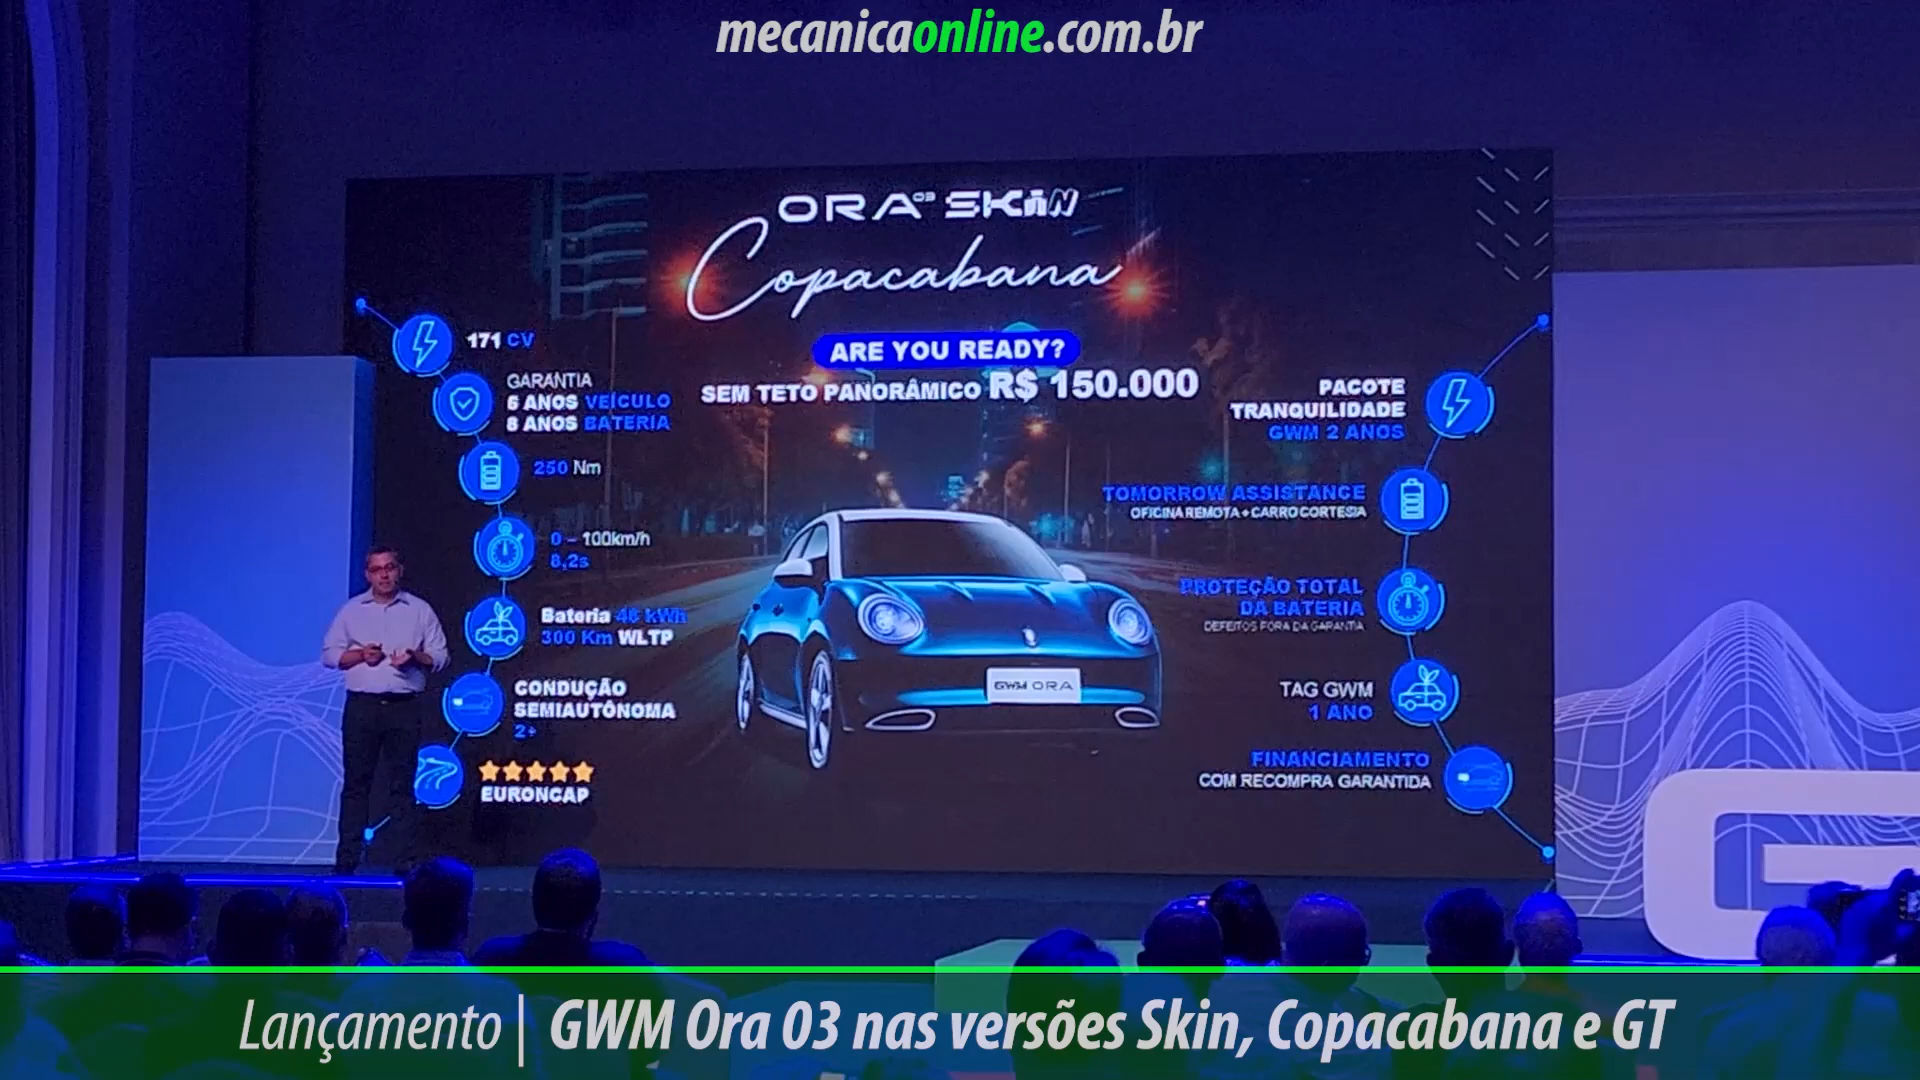 mecanicaonline.com.br
ORA 03 SKiN
Copacabana
ARE YOU READY?
SEM TETO PANORÂMICO R$ 150.000
171 CV
GARANTIA
5 ANOS VEÍCULO
8 ANOS BATERIA
250 Nm
0 – 100km/h
8,2s
Bateria 48 kWh
300 Km WLTP
CONDUÇÃO
SEMIAUTÔNOMA
2+
EURONCAP
PACOTE
TRANQUILIDADE
GWM 2 ANOS
TOMORROW ASSISTANCE
OFICINA REMOTA + CARRO CORTESIA
PROTEÇÃO TOTAL
DA BATERIA
DEFEITOS FORA DA GARANTIA
TAG GWM
1 ANO
FINANCIAMENTO
COM RECOMPRA GARANTIDA
GWM ORA
G
Lançamento | GWM Ora 03 nas versões Skin, Copacabana e GT